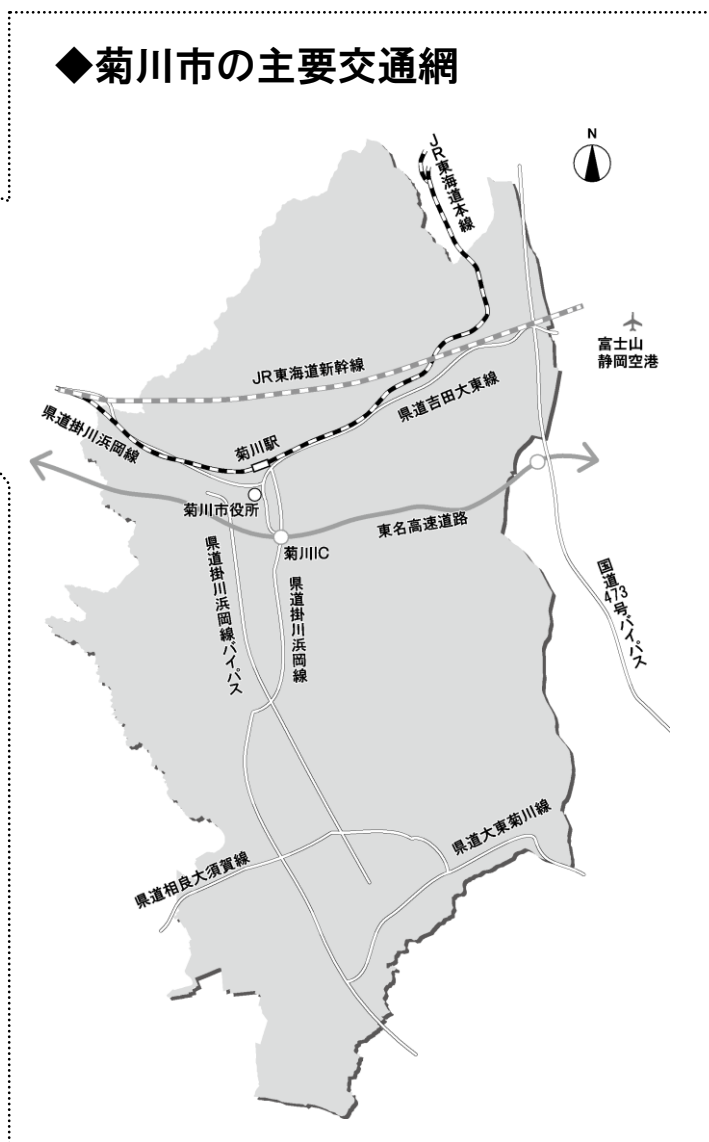 ◆菊川市の主要交通網
N
JR東海道本線
富士山
静岡空港
JR東海道新幹線
県道吉田大東線
県道掛川浜岡線
菊川駅
菊川市役所
東名高速道路
菊川IC
県道掛川浜岡線バイパス
県道掛川浜岡線
国道473号バイパス
県道大東菊川線
県道相良大須賀線